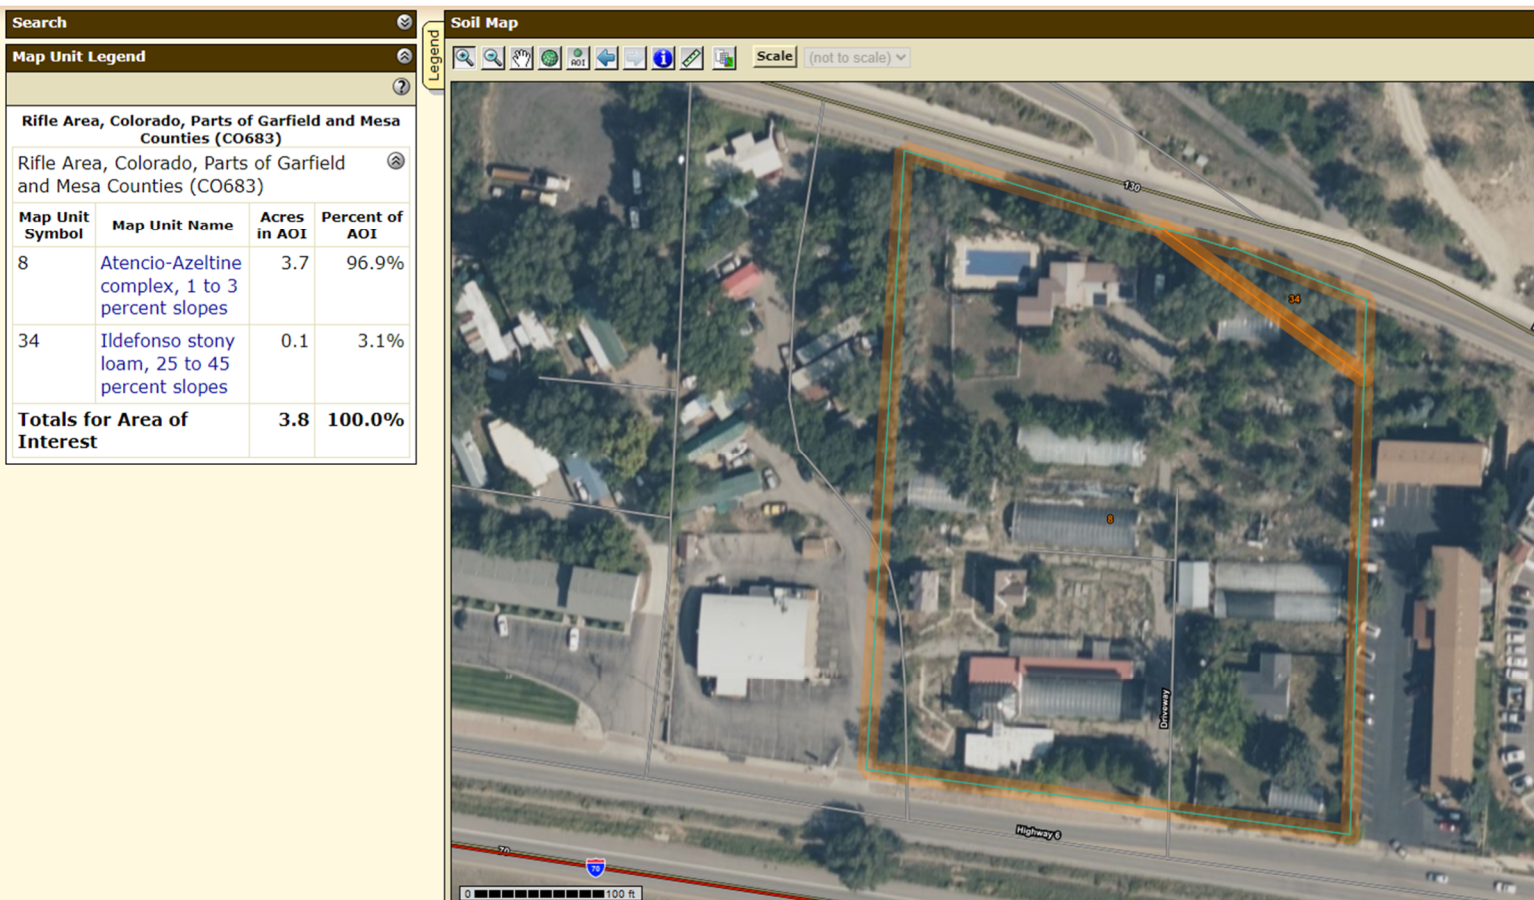 Search
Map Unit Legend
Rifle Area, Colorado, Parts of Garfield and Mesa
Counties (CO683)
Rifle Area, Colorado, Parts of Garfield
and Mesa Counties (CO683)
Map Unit Symbol Map Unit Name Acres in AOI Percent of AOI
8 Atencio-Azeltine complex, 1 to 3 percent slopes 3.7 96.9%
34 Ildefonso stony loam, 25 to 45 percent slopes 0.1 3.1%
Totals for Area of Interest 3.8 100.0%
Legend
Soil Map
AOI
Scale (not to scale)
130
34
8
Driveway
Highway 6
70
70
0 100 ft